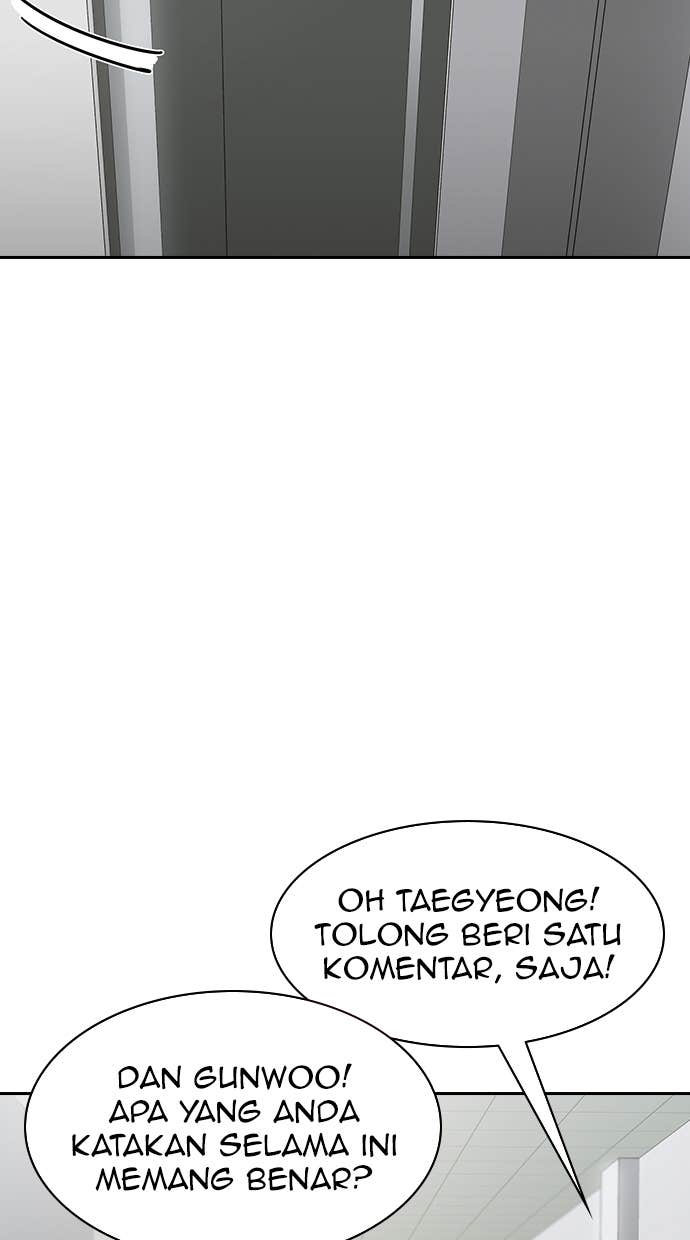 OH TAEGYEONG!
TOLONG BERI SATU
KOMENTAR, SAJA!
DAN GUNWOO!
APA YANG ANDA
KATAKAN SELAMA INI
MEMANG BENAR?